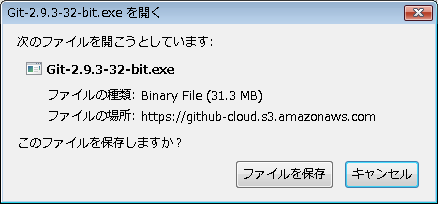 Git-2.9.3-32-bit.exe を開く
次のファイルを開こうとしています:
Git-2.9.3-32-bit.exe
ファイルの種類: Binary File (31.3 MB)
ファイルの場所: https://github-cloud.s3.amazonaws.com
このファイルを保存しますか?
ファイルを保存
キャンセル